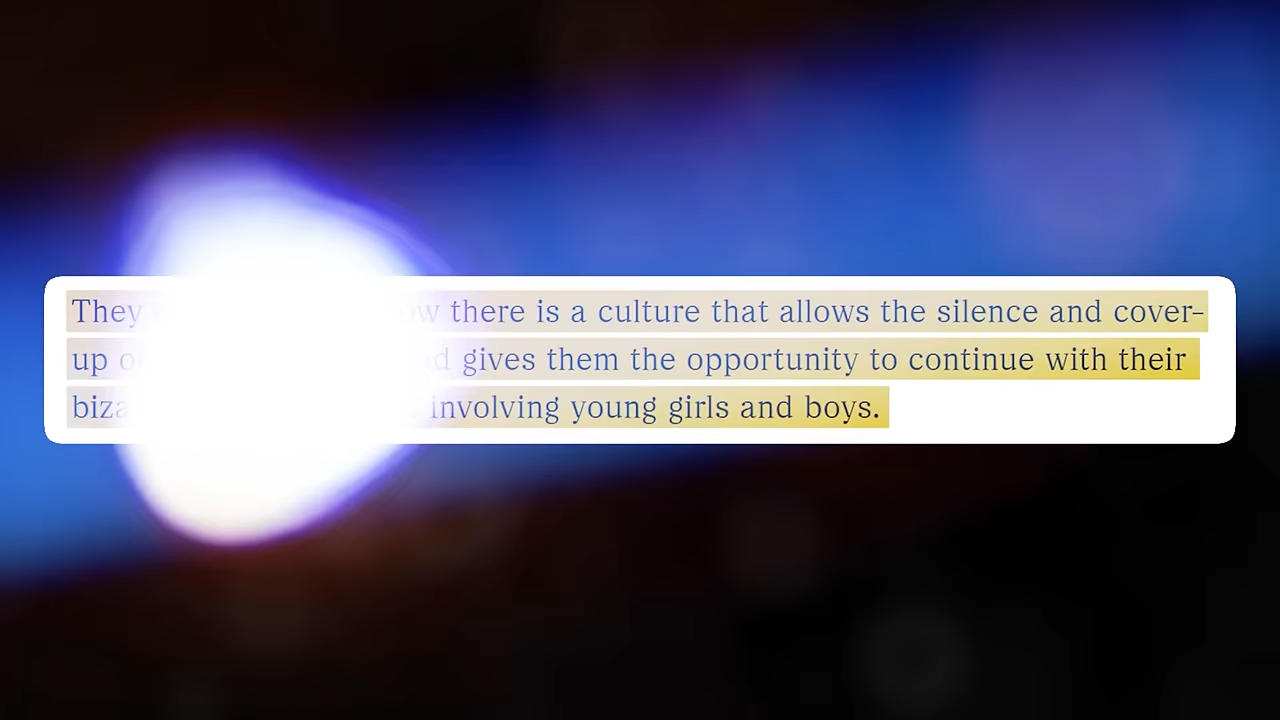 They there is a culture that allows the silence and cover-
up gives them the opportunity to continue with their
involving young girls and boys.